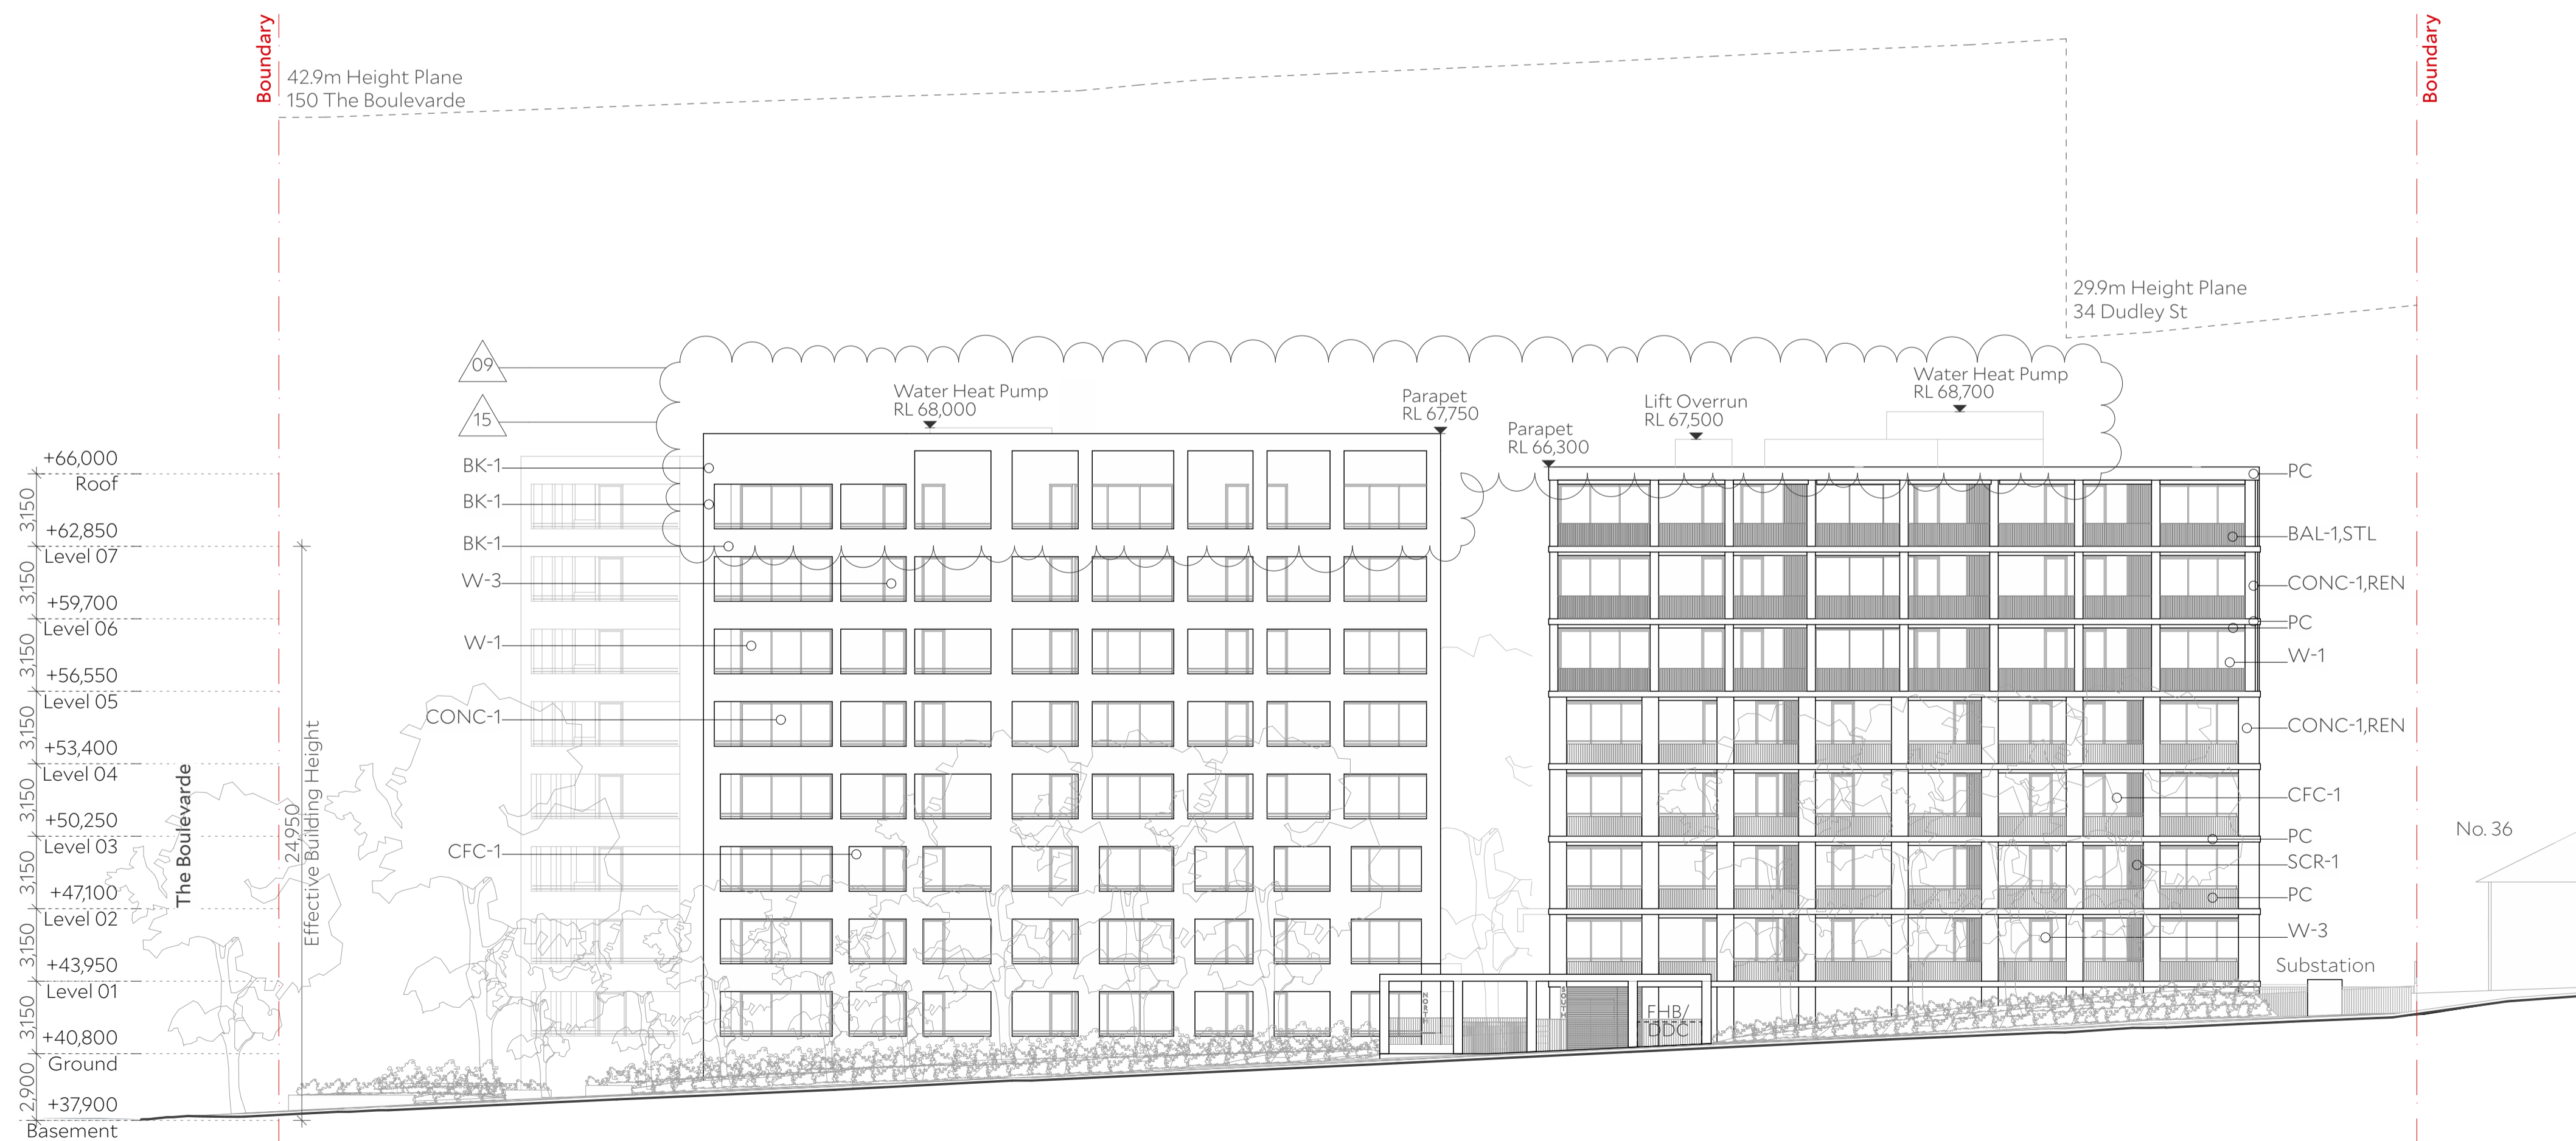 Boundary
Boundary
42.9m Height Plane
150 The Boulevarde
29.9m Height Plane
34 Dudley St
09
15
Water Heat Pump
RL 68,000
Parapet
RL 67,750
Parapet
RL 66,300
Lift Overrun
RL 67,500
Water Heat Pump
RL 68,700
+66,000
Roof
3,150
+62,850
Level 07
3,150
+59,700
Level 06
3,150
+56,550
Level 05
3,150
+53,400
Level 04
3,150
+50,250
Level 03
3,150
+47,100
Level 02
3,150
+43,950
Level 01
3,150
+40,800
Ground
2,900
+37,900
Basement
The Boulevarde
24,950
Effective Building Height
BK-1
BK-1
BK-1
W-3
W-1
CONC-1
CFC-1
PC
BAL-1,STL
CONC-1,REN
PC
W-1
CONC-1,REN
CFC-1
PC
SCR-1
PC
W-3
Substation
No. 36
NORTH
SOUTH
FHB/
DDC